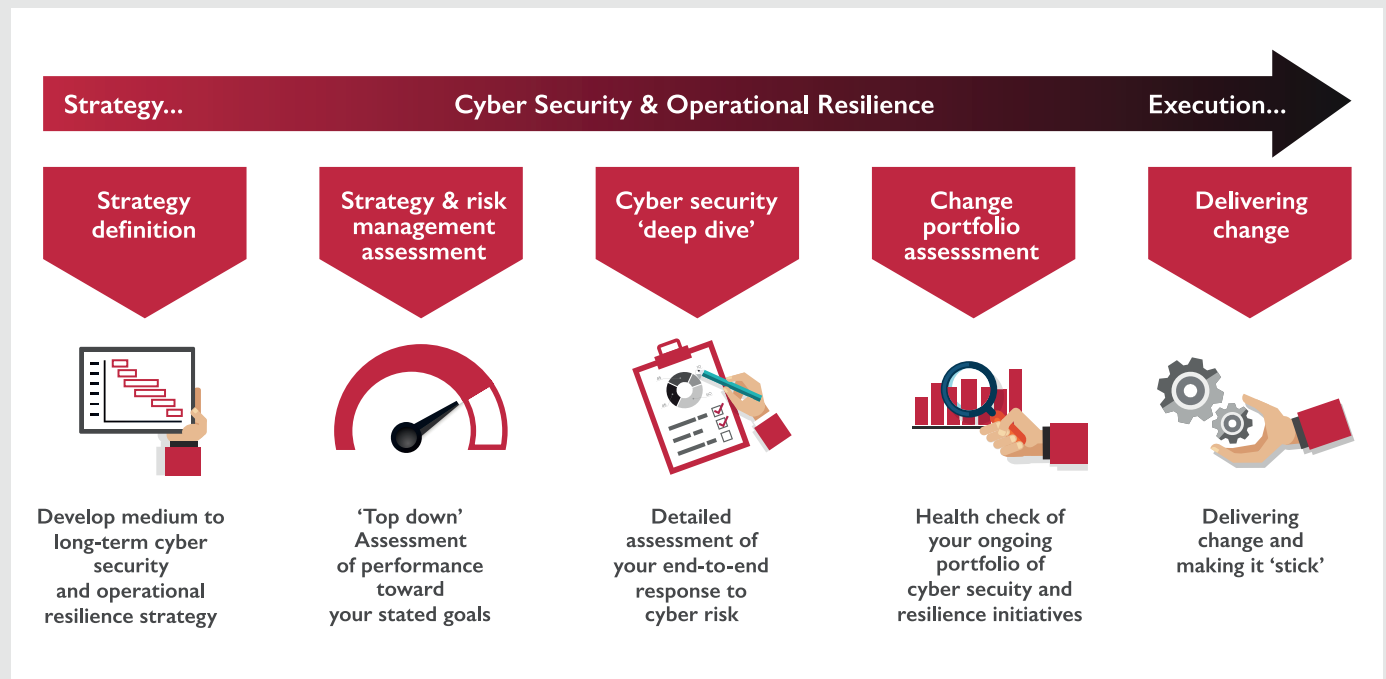 Strategy...
Cyber Security & Operational Resilience
Execution...
Strategy
definition
Strategy & risk
management
assessment
Cyber security
‘deep dive’
Change
portfolio
assesssment
Delivering
change
Develop medium to
long-term cyber
security
and operational
resilience strategy
‘Top down’
Assessment
of performance
toward
your stated goals
Detailed
assessment of
your end-to-end
response to
cyber risk
Health check of
your ongoing
portfolio of
cyber secuity and
resilience initiatives
Delivering
change and
making it ‘stick’